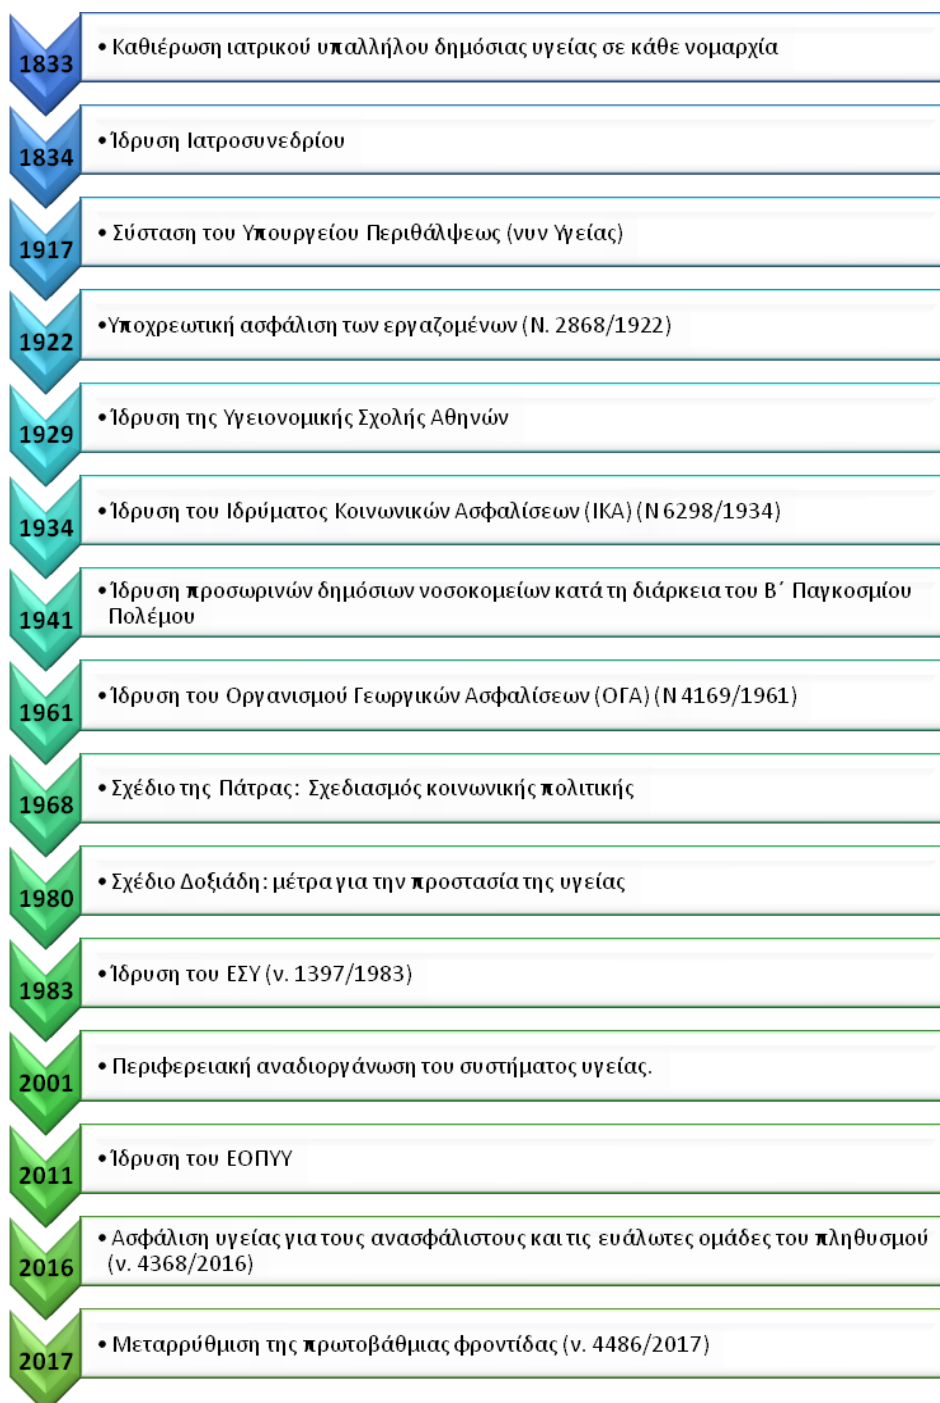 1833
• Καθιέρωση ιατρικού υπαλλήλου δημόσιας υγείας σε κάθε νομαρχία
1834
• Ίδρυση Ιατροσυνεδρίου
1917
• Σύσταση του Υπουργείου Περιθάλψεως (νυν Υγείας)
1922
•Υποχρεωτική ασφάλιση των εργαζομένων (Ν. 2868/1922)
1929
• Ίδρυση της Υγειονομικής Σχολής Αθηνών
1934
• Ίδρυση του Ιδρύματος Κοινωνικών Ασφαλίσεων (ΙΚΑ) (Ν 6298/1934)
1941
• Ίδρυση προσωρινών δημόσιων νοσοκομείων κατά τη διάρκεια του Β΄ Παγκοσμίου
Πολέμου
1961
• Ίδρυση του Οργανισμού Γεωργικών Ασφαλίσεων (ΟΓΑ) (Ν 4169/1961)
1968
• Σχέδιο της Πάτρας: Σχεδιασμός κοινωνικής πολιτικής
1980
• Σχέδιο Δοξιάδη: μέτρα για την προστασία της υγείας
1983
• Ίδρυση του ΕΣΥ (ν. 1397/1983)
2001
• Περιφερειακή αναδιοργάνωση του συστήματος υγείας.
2011
• Ίδρυση του ΕΟΠΥΥ
2016
• Ασφάλιση υγείας για τους ανασφάλιστους και τις ευάλωτες ομάδες του πληθυσμού
(ν. 4368/2016)
2017
• Μεταρρύθμιση της πρωτοβάθμιας φροντίδας (ν. 4486/2017)